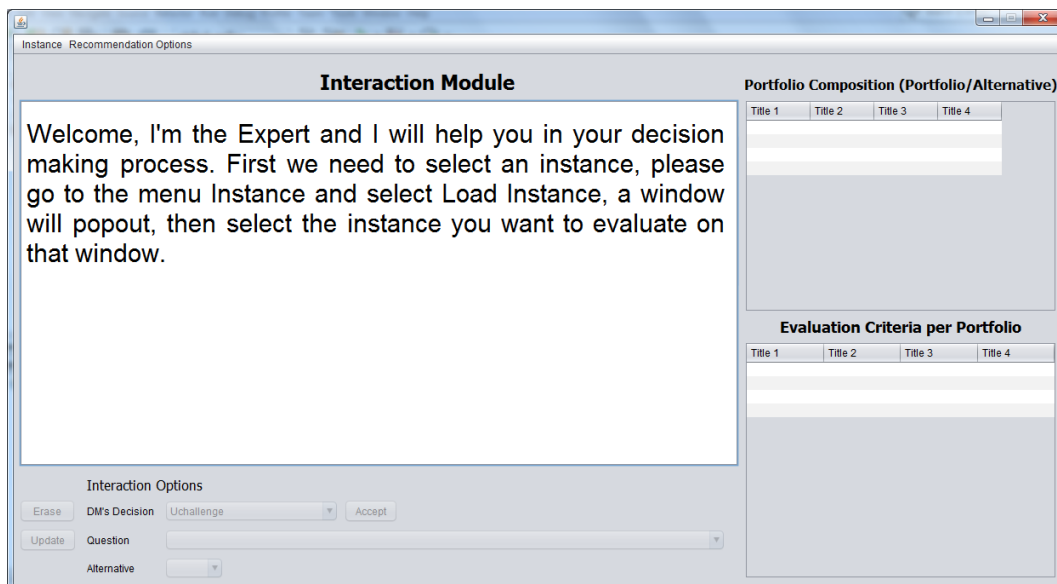 Instance Recommendation Options
Interaction Module
Welcome, I'm the Expert and I will help you in your decision
making process. First we need to select an instance, please
go to the menu Instance and select Load Instance, a window
will popout, then select the instance you want to evaluate on
that window.
Portfolio Composition (Portfolio/Alternative)
Title 1 Title 2 Title 3 Title 4
Evaluation Criteria per Portfolio
Title 1 Title 2 Title 3 Title 4
Interaction Options
Erase DM's Decision Uchallenge Accept
Update Question
Alternative